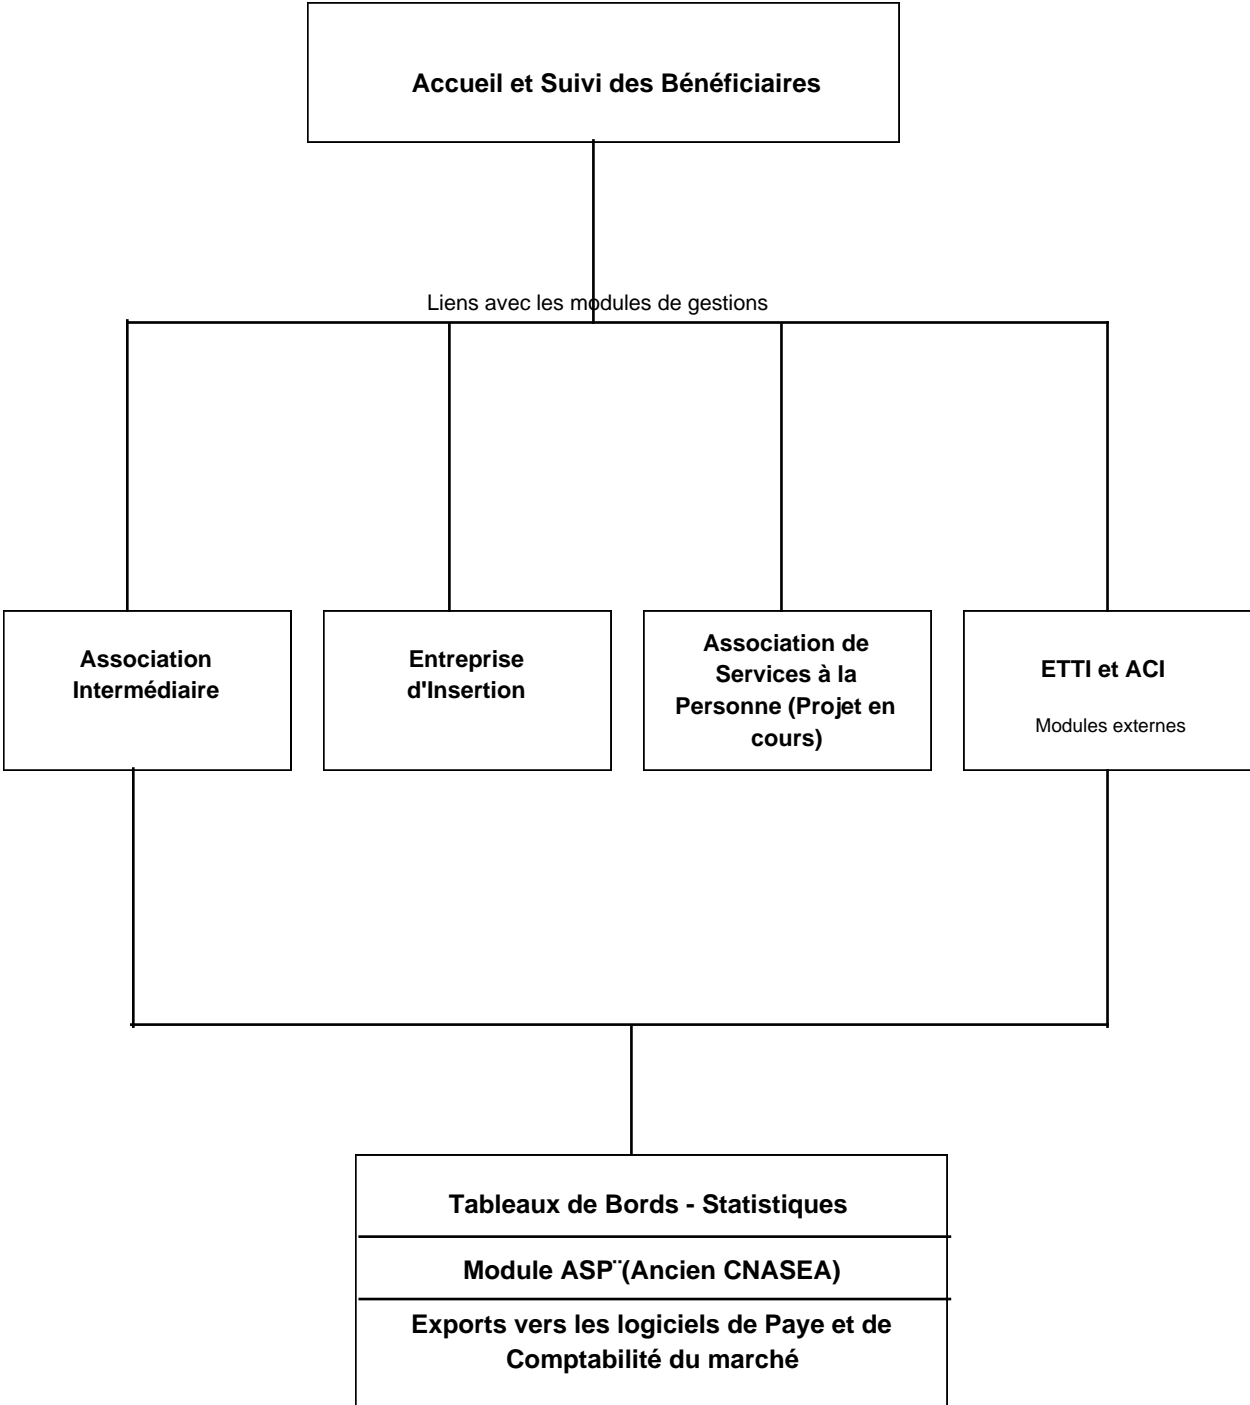 Accueil et Suivi des Bénéficiaires
Liens avec les modules de gestions
Association
Intermédiaire
Entreprise
d'Insertion
Association de
Services à la
Personne (Projet en
cours)
ETTI et ACI
Modules externes
Tableaux de Bords - Statistiques
Module ASP¨(Ancien CNASEA)
Exports vers les logiciels de Paye et de
Comptabilité du marché